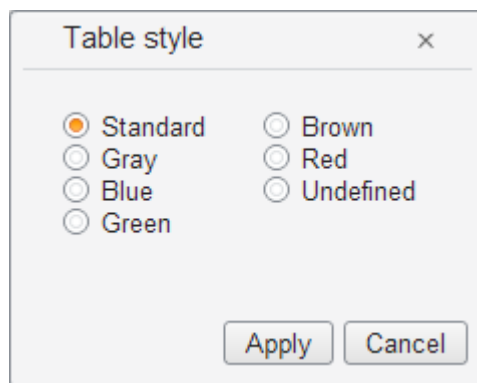 Table style ×
Standard
Gray
Blue
Green
Brown
Red
Undefined
Apply Cancel